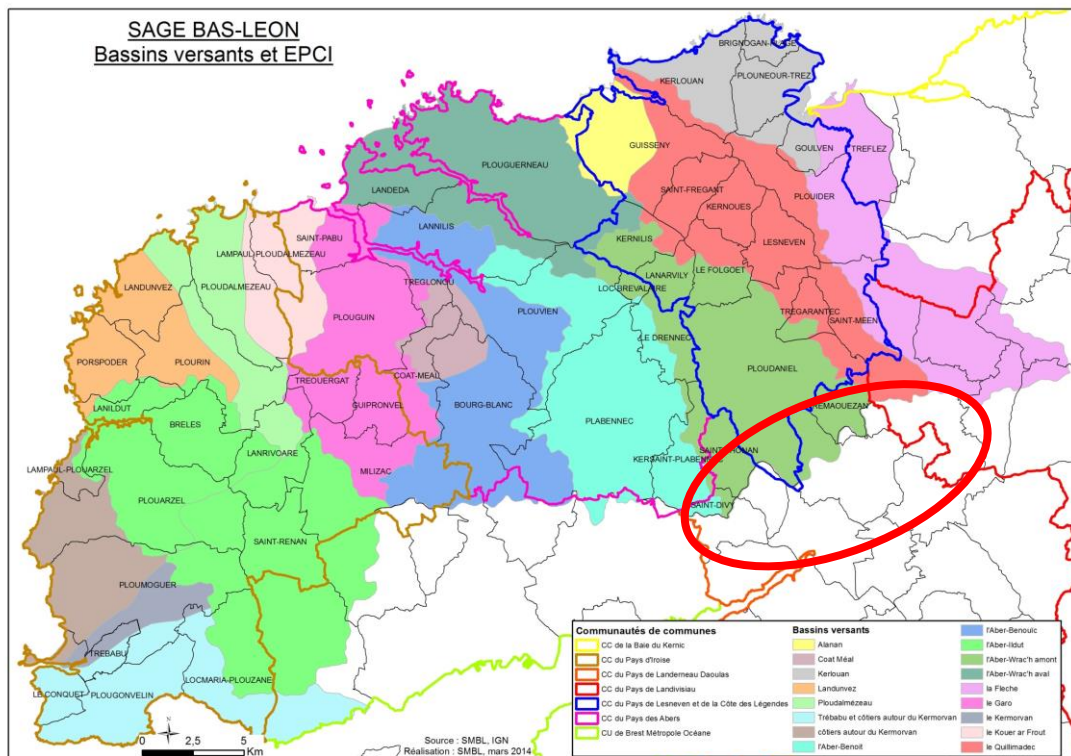 SAGE BAS-LEON
Bassins versants et EPCI
BRIGNOGAN-PLAGE
KERLOUAN
PLOUNEOUR-TREZ
GOULVEN
TREFLEZ
GUISSENY
PLOUGUERNEAU
PLOUIDER
SAINT-FREGANT
LANDEDA
KERNOUES
LANNILIS
KERNILIS
LESNEVEN
SAINT-PABU
LANARVILY
LE FOLGOET
LAMPAUL-PLOUDALMEZEAU
LOC-BREVALAIRE
TREGLONOU
LANDUNVEZ
PLOUDALMEZEAU
PLOUVIEN
TREGARANTEC
SAINT-MEEN
PLOUGUIN
LE DRENNEC
PORSPODER
PLOURIN
COAT-MEAL
PLOUDANIEL
TREOUERGAT
LANILDUT
GUIPRONVEL
BOURG-BLANC
BRELES
PLABENNEC
TREMAOUEZAN
LANRIVOARE
SAINT-THONAN
KERSAINT-PLABENNEC
LAMPAUL-PLOUARZEL
MILIZAC
PLOUARZEL
SAINT-DIVY
SAINT-RENAN
PLOUMOGUER
TREBABU
LOCMARIA-PLOUZANE
LE CONQUET
PLOUGONVELIN
N
0 2,5 5
Km
Source : SMBL, IGN
Réalisation : SMBL, mars 2014
Communautés de communes
CC de la Baie du Kernic
CC du Pays d'Iroise
CC du Pays de Landerneau Daoulas
CC du Pays de Landivisiau
CC du Pays de Lesneven et de la Côte des Légendes
CC du Pays des Abers
CU de Brest Métropole Océane
Bassins versants
Alanan
Coat Méal
Kerlouan
Landunvez
Ploudalmézeau
Trébabu et côtiers autour du Kermorvan
côtiers autour du Kermorvan
l'Aber-Benoit
l'Aber-Benouic
l'Aber-Ildut
l'Aber-Wrac'h amont
l'Aber-Wrac'h aval
la Fleche
le Garo
le Kermorvan
le Kouer ar Frout
le Quillimadec